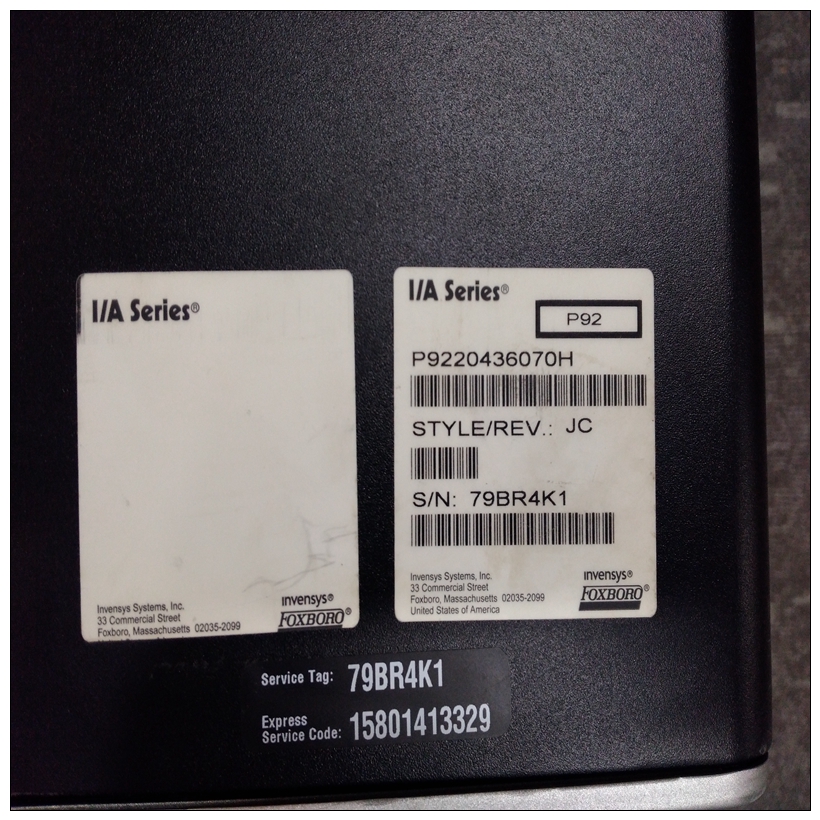 I/A Series®
Invensys Systems, Inc.
33 Commercial Street
Foxboro, Massachusetts 02035-2099
invensys®
FOXBORO®
I/A Series®
P92
P9220436070H
STYLE/REV.: JC
S/N: 79BR4K1
Invensys Systems, Inc.
33 Commercial Street
Foxboro, Massachusetts 02035-2099
United States of America
invensys®
FOXBORO®
Service Tag: 79BR4K1
Express
Service Code: 15801413329